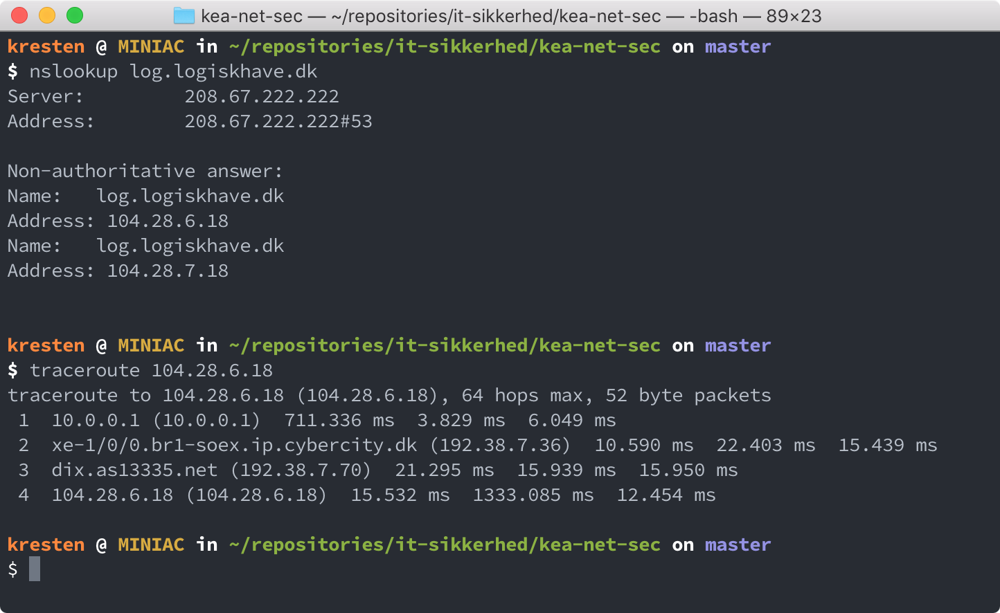 kea-net-sec — ~/repositories/it-sikkerhed/kea-net-sec — -bash — 89×23
kresten @ MINIAC in ~/repositories/it-sikkerhed/kea-net-sec on master
$ nslookup log.logiskhave.dk
Server:         208.67.222.222
Address:        208.67.222.222#53

Non-authoritative answer:
Name:   log.logiskhave.dk
Address: 104.28.6.18
Name:   log.logiskhave.dk
Address: 104.28.7.18

kresten @ MINIAC in ~/repositories/it-sikkerhed/kea-net-sec on master
$ traceroute 104.28.6.18
traceroute to 104.28.6.18 (104.28.6.18), 64 hops max, 52 byte packets
 1  10.0.0.1 (10.0.0.1)  711.336 ms  3.829 ms  6.049 ms
 2  xe-1/0/0.br1-soex.ip.cybercity.dk (192.38.7.36)  10.590 ms  22.403 ms  15.439 ms
 3  dix.as13335.net (192.38.7.70)  21.295 ms  15.939 ms  15.950 ms
 4  104.28.6.18 (104.28.6.18)  15.532 ms  1333.085 ms  12.454 ms

kresten @ MINIAC in ~/repositories/it-sikkerhed/kea-net-sec on master
$